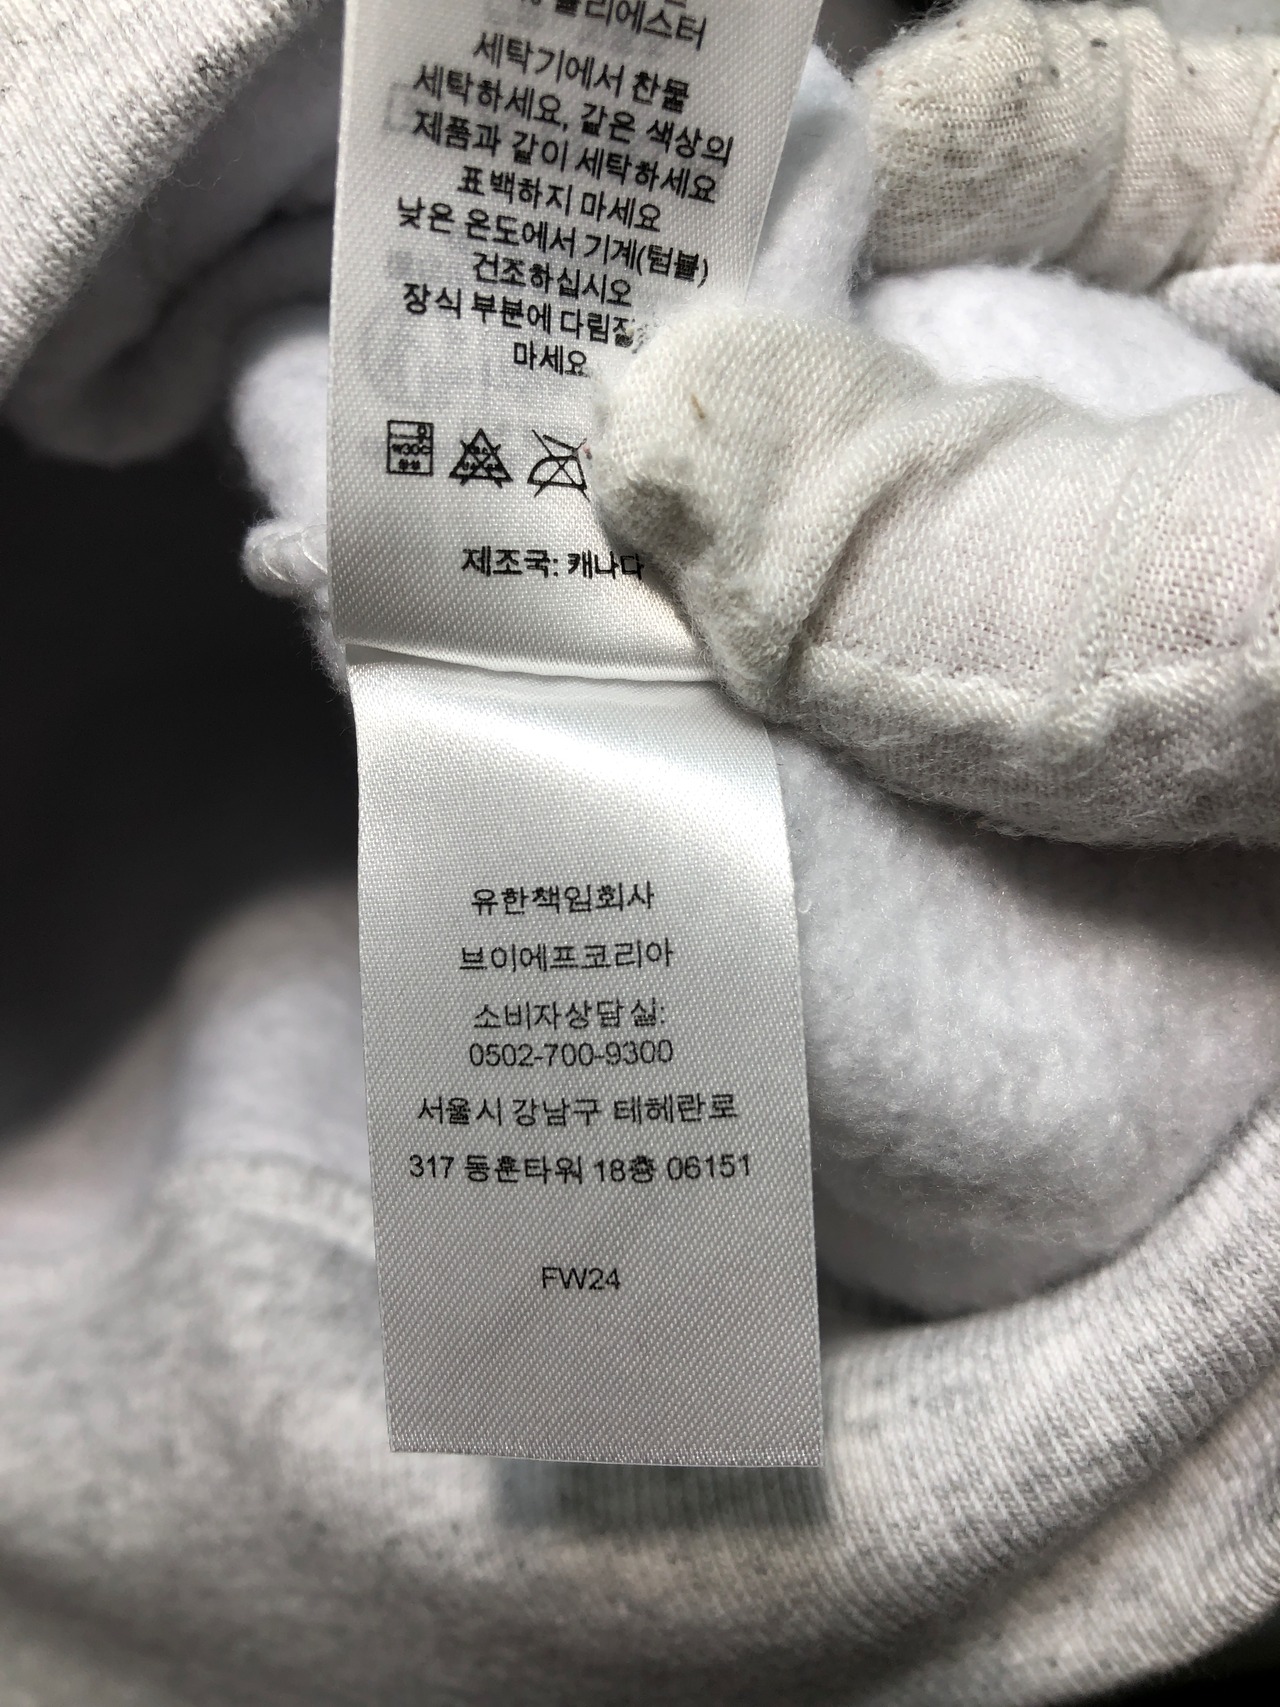 폴리에스터
세탁기에서 찬물
세탁하세요, 같은 색상의
제품과 같이 세탁하세요
표백하지 마세요
낮은 온도에서 기계(텀블)
건조하십시오
장식 부분에 다림질
마세요
제조국: 캐나다
유한책임회사
브이에프코리아
소비자상담실:
0502-700-9300
서울시 강남구 테헤란로
317 동훈타워 18층 06151
FW24